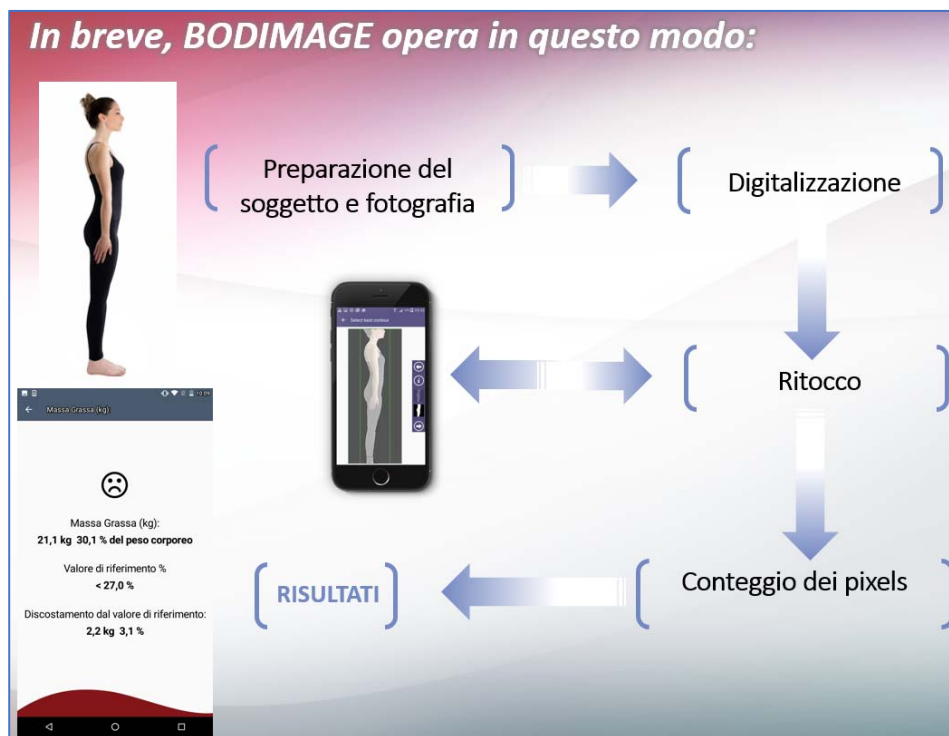 In breve, BODIMAGE opera in questo modo:
Preparazione del
soggetto e fotografia
Digitalizzazione
Select best contour
Ritocco
Conteggio dei pixels
RISULTATI
Massa Grassa (kg)
Massa Grassa (kg):
21,1 kg 30,1 % del peso corporeo
Valore di riferimento %
< 27,0 %
Discostamento dal valore di riferimento:
2,2 kg 3,1 %